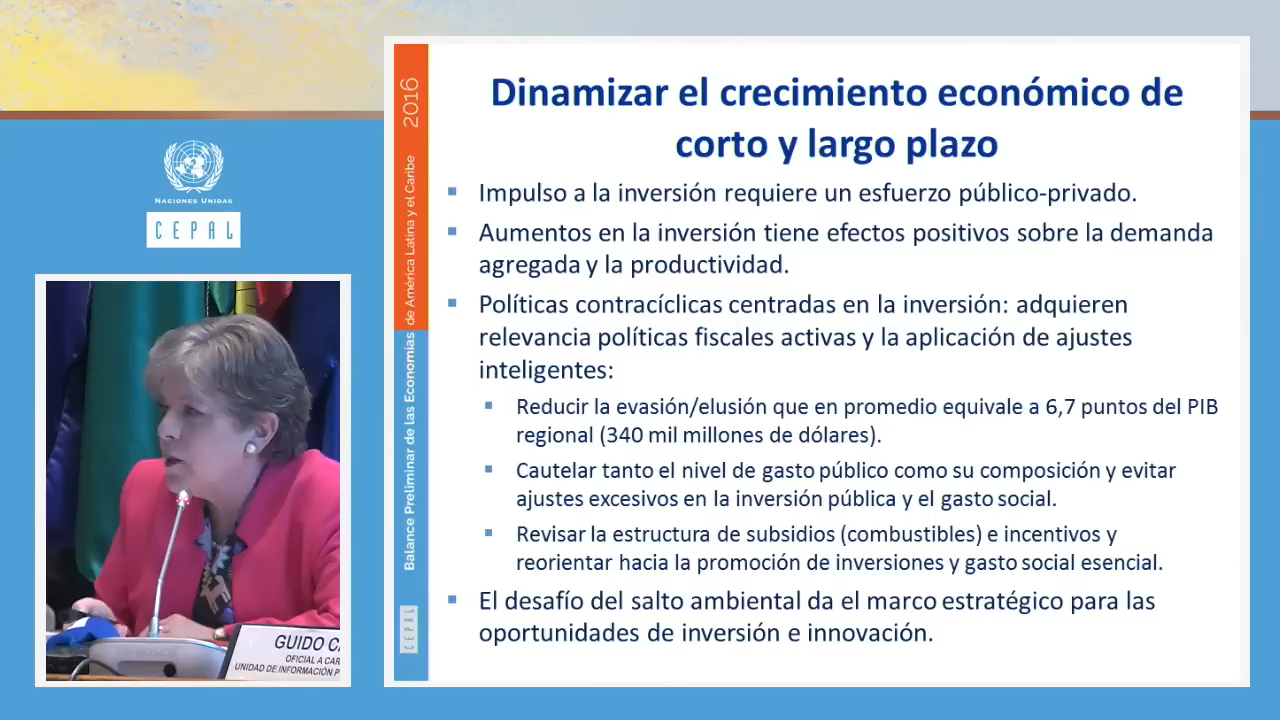 NACIONES UNIDAS
CEPAL
GUIDO
OFICIAL A CAR
UNIDAD DE INFORMACIÓN P
Balance Preliminar de las Economías de América Latina y el Caribe 2016
CEPAL
Dinamizar el crecimiento económico de
corto y largo plazo
Impulso a la inversión requiere un esfuerzo público-privado.
Aumentos en la inversión tiene efectos positivos sobre la demanda
agregada y la productividad.
Políticas contracíclicas centradas en la inversión: adquieren
relevancia políticas fiscales activas y la aplicación de ajustes
inteligentes:
Reducir la evasión/elusión que en promedio equivale a 6,7 puntos del PIB
regional (340 mil millones de dólares).
Cautelar tanto el nivel de gasto público como su composición y evitar
ajustes excesivos en la inversión pública y el gasto social.
Revisar la estructura de subsidios (combustibles) e incentivos y
reorientar hacia la promoción de inversiones y gasto social esencial.
El desafío del salto ambiental da el marco estratégico para las
oportunidades de inversión e innovación.